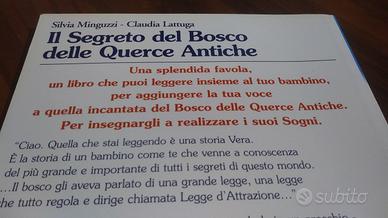 Silvia Minguzzi - Claudia Lattuga
Il Segreto del Bosco
delle Querce Antiche
Una splendida favola,
un libro che puoi leggere insieme al tuo bambino,
per aggiungere la tua voce
a quella incantata del Bosco delle Querce Antiche.
Per insegnargli a realizzare i suoi Sogni.
"Ciao. Quella che stai leggendo è una storia Vera.
È la storia di un bambino come te che venne a conoscenza
del più grande e importante di tutti i segreti di questo mondo.
...Il bosco gli aveva parlato di una grande legge, una legge
che tutto regola e dirige chiamata Legge d'Attrazione..."
subito